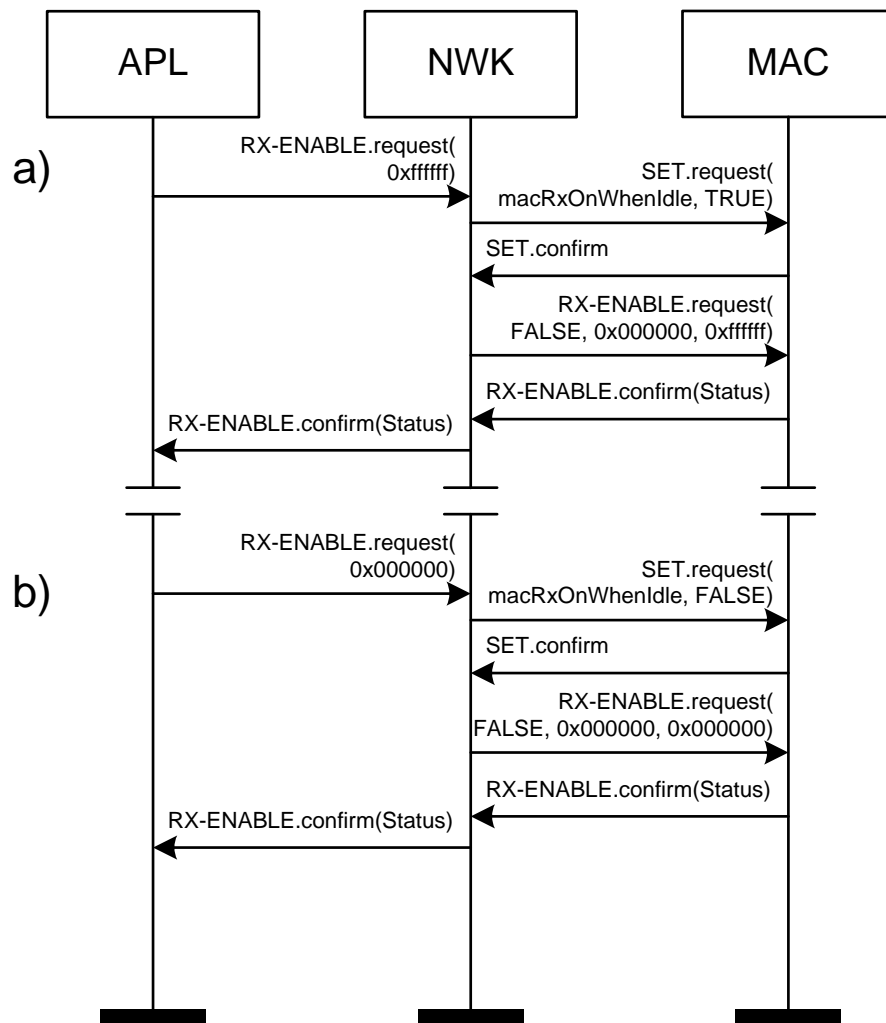 APL
NWK
MAC
a)
RX-ENABLE.request(
0xffffff)
SET.request(
macRxOnWhenIdle, TRUE)
SET.confirm
RX-ENABLE.request(
FALSE, 0x000000, 0xffffff)
RX-ENABLE.confirm(Status)
RX-ENABLE.confirm(Status)
b)
RX-ENABLE.request(
0x000000)
SET.request(
macRxOnWhenIdle, FALSE)
SET.confirm
RX-ENABLE.request(
FALSE, 0x000000, 0x000000)
RX-ENABLE.confirm(Status)
RX-ENABLE.confirm(Status)